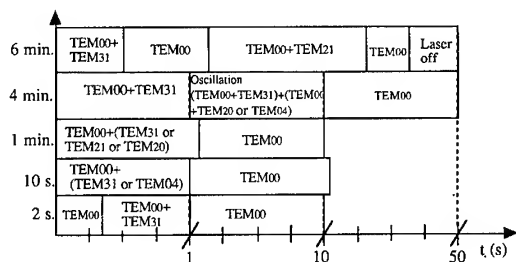 6 min.
TEM00+
TEM31
TEM00
TEM00+TEM21
TEM00
Laser
off
4 min.
TEM00+TEM31
Oscillation
(TEM00+TEM31)+(TEM00
+TEM20 or TEM04)
TEM00
1 min.
TEM00+(TEM31 or
TEM21 or TEM20)
TEM00
10 s.
TEM00+
(TEM31 or TEM04)
TEM00
2 s.
TEM00
TEM00+
TEM31
TEM00
1
10
50
t (s)